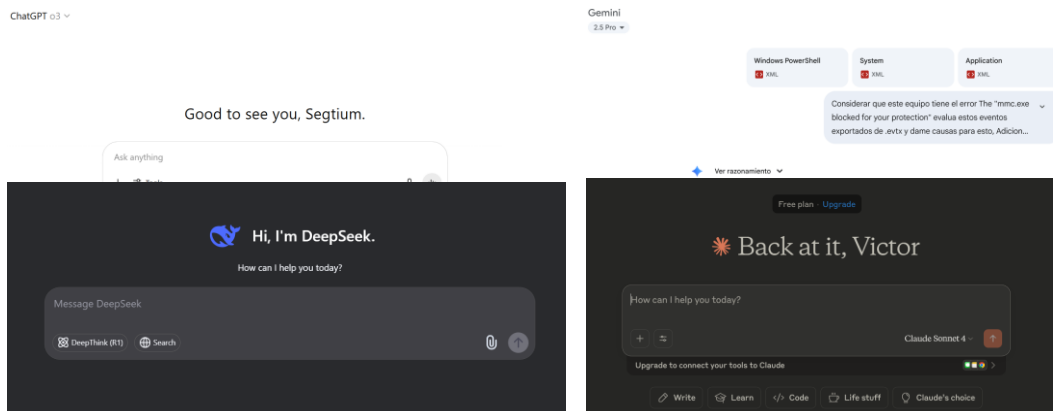 ChatGPT o3
Good to see you, Segtium.
Ask anything
Gemini
2.5 Pro
Windows PowerShell
XML
System
XML
Application
XML
Considerar que este equipo tiene el error The "mmc.exe
blocked for your protection" evalua estos eventos
exportados de .evtx y dame causas para esto, Adicion...
Ver razonamiento
Hi, I'm DeepSeek.
How can I help you today?
Message DeepSeek
DeepThink (R1)
Search
Free plan · Upgrade
Back at it, Victor
How can I help you today?
Claude Sonnet 4
Upgrade to connect your tools to Claude
Write
Learn
</> Code
Life stuff
Claude's choice